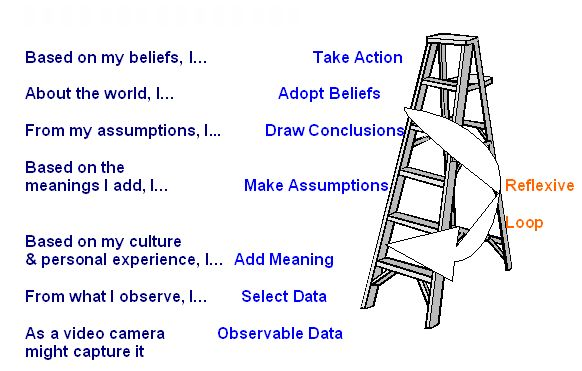 Based on my beliefs, I... Take Action
About the world, I... Adopt Beliefs
From my assumptions, I... Draw Conclusions
Based on the
meanings I add, I... Make Assumptions Reflexive
Loop
Based on my culture
& personal experience, I... Add Meaning
From what I observe, I... Select Data
As a video camera Observable Data
might capture it